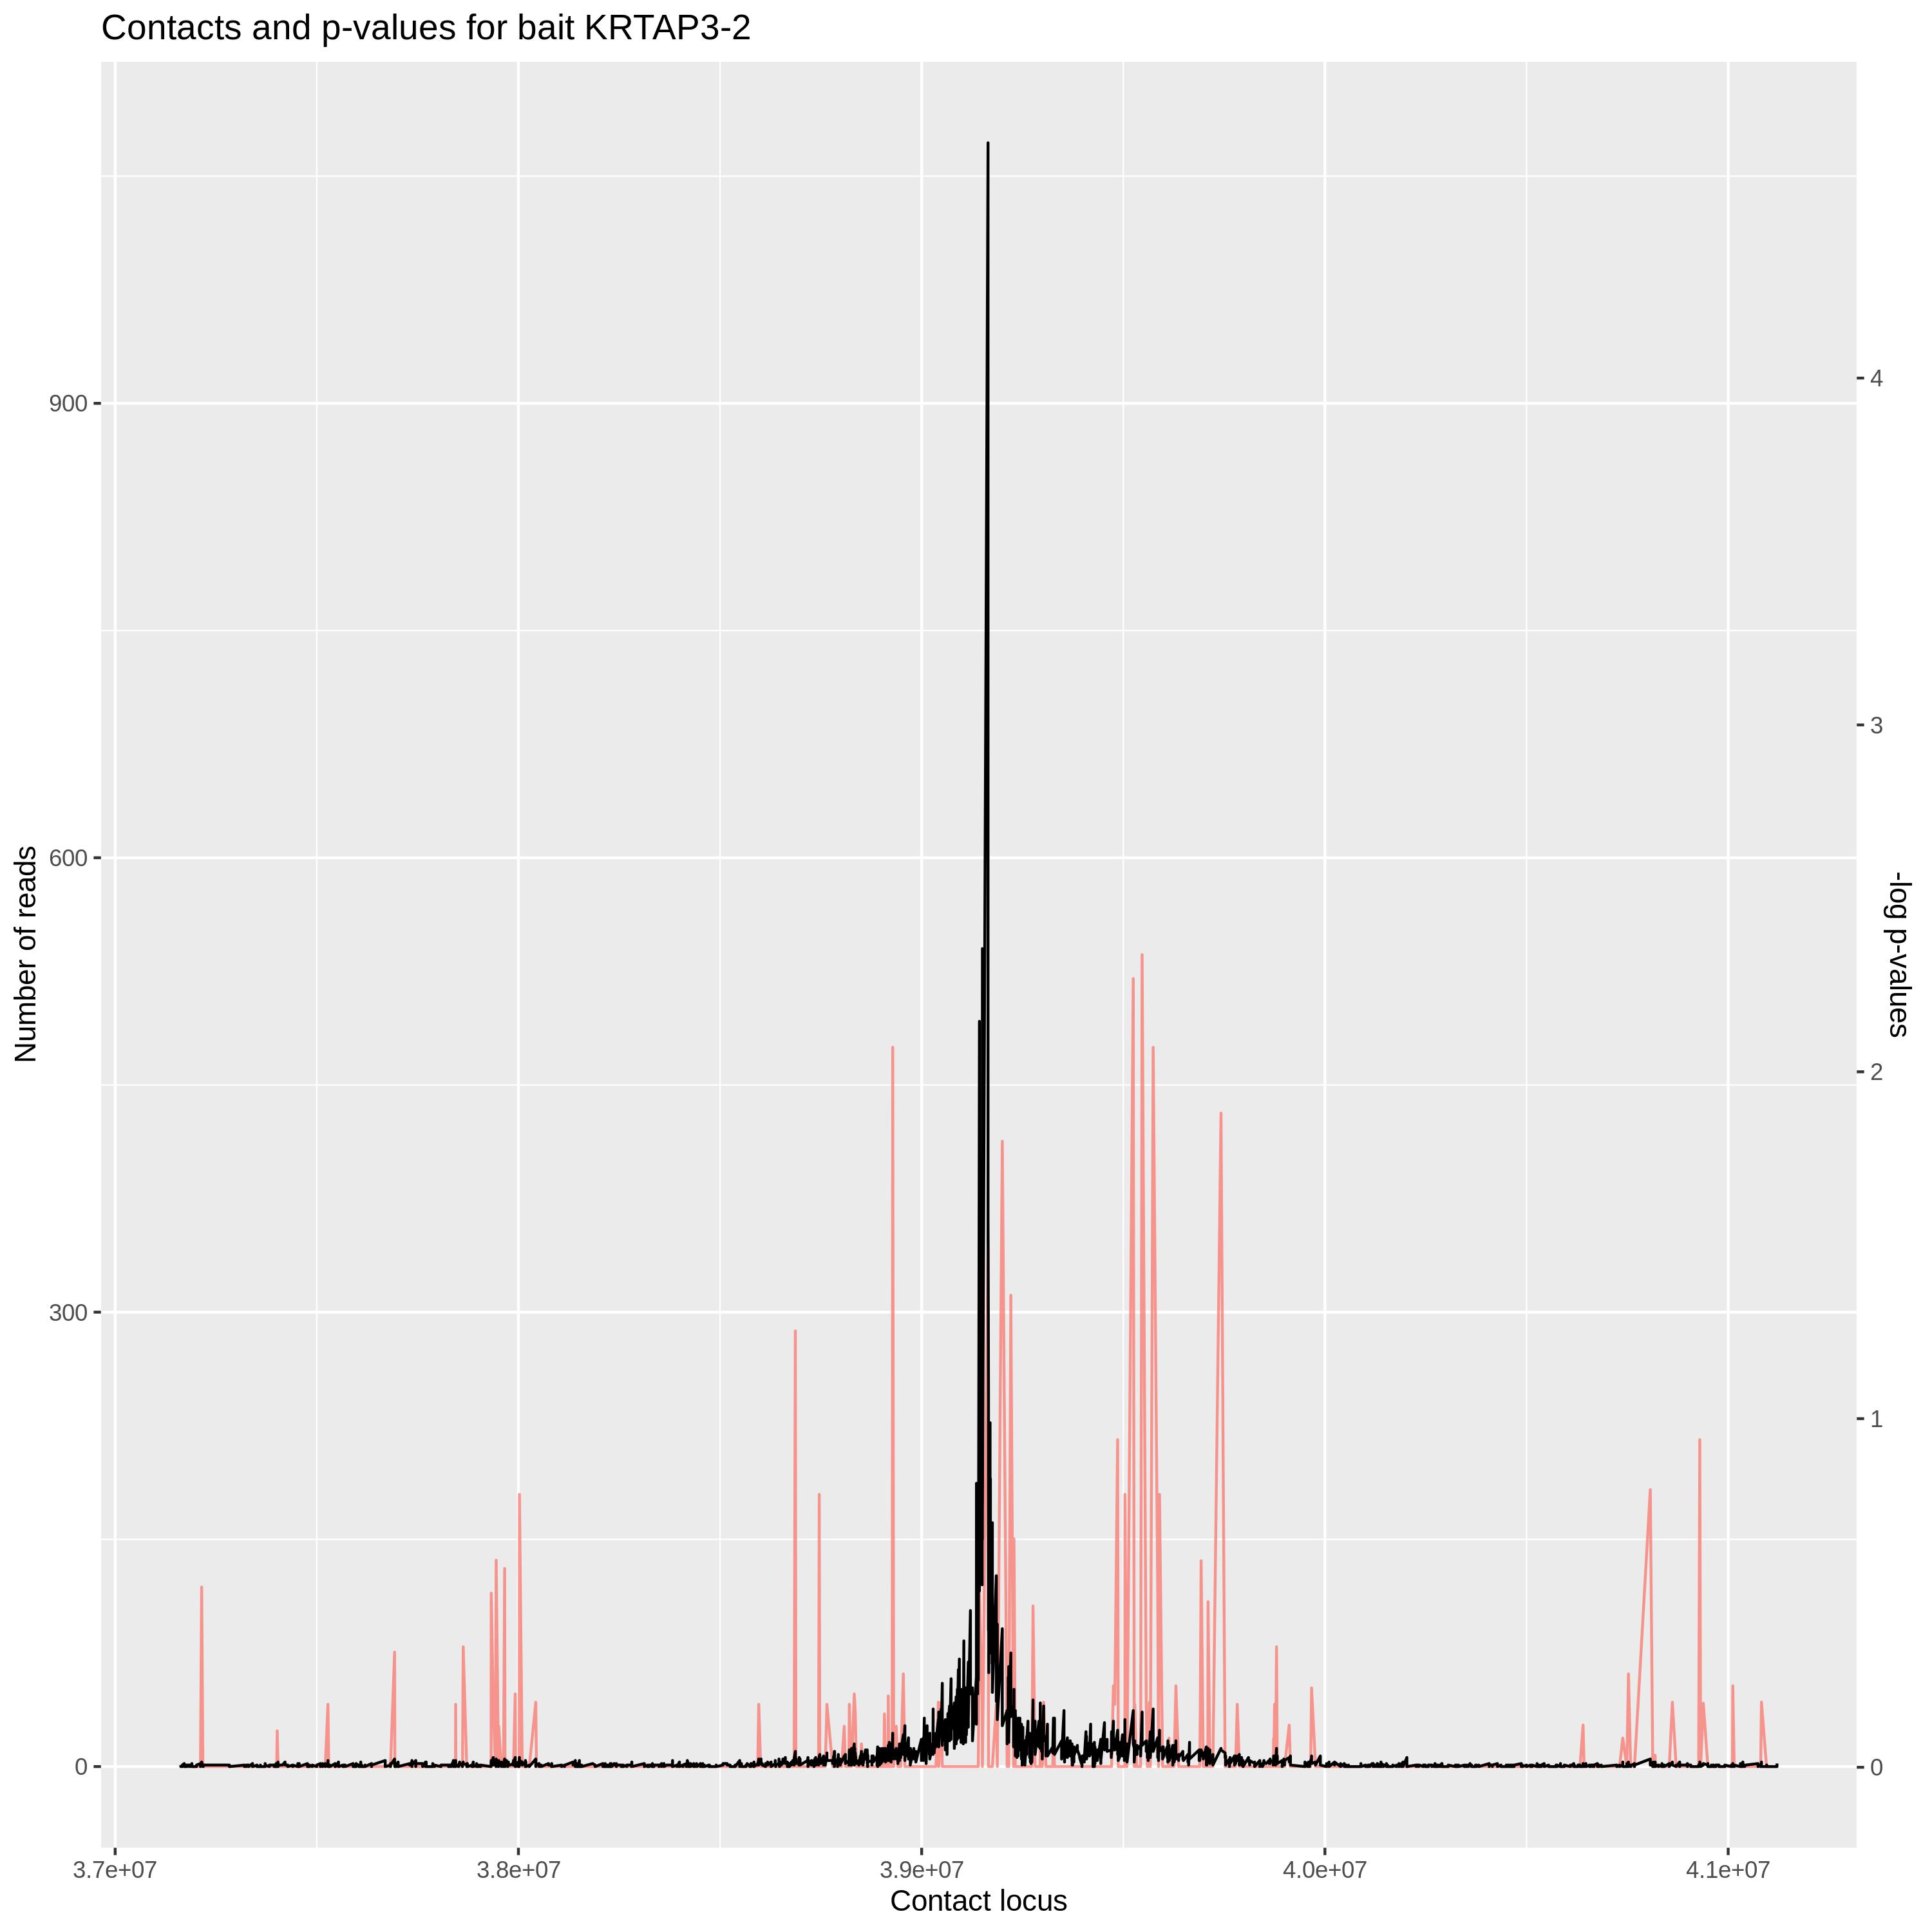 Contacts and p-values for bait KRTAP3-2
Number of reads
900
600
300
0
4
3
2
1
0
-log p-values
3.7e+07 3.8e+07 3.9e+07 4.0e+07 4.1e+07
Contact locus